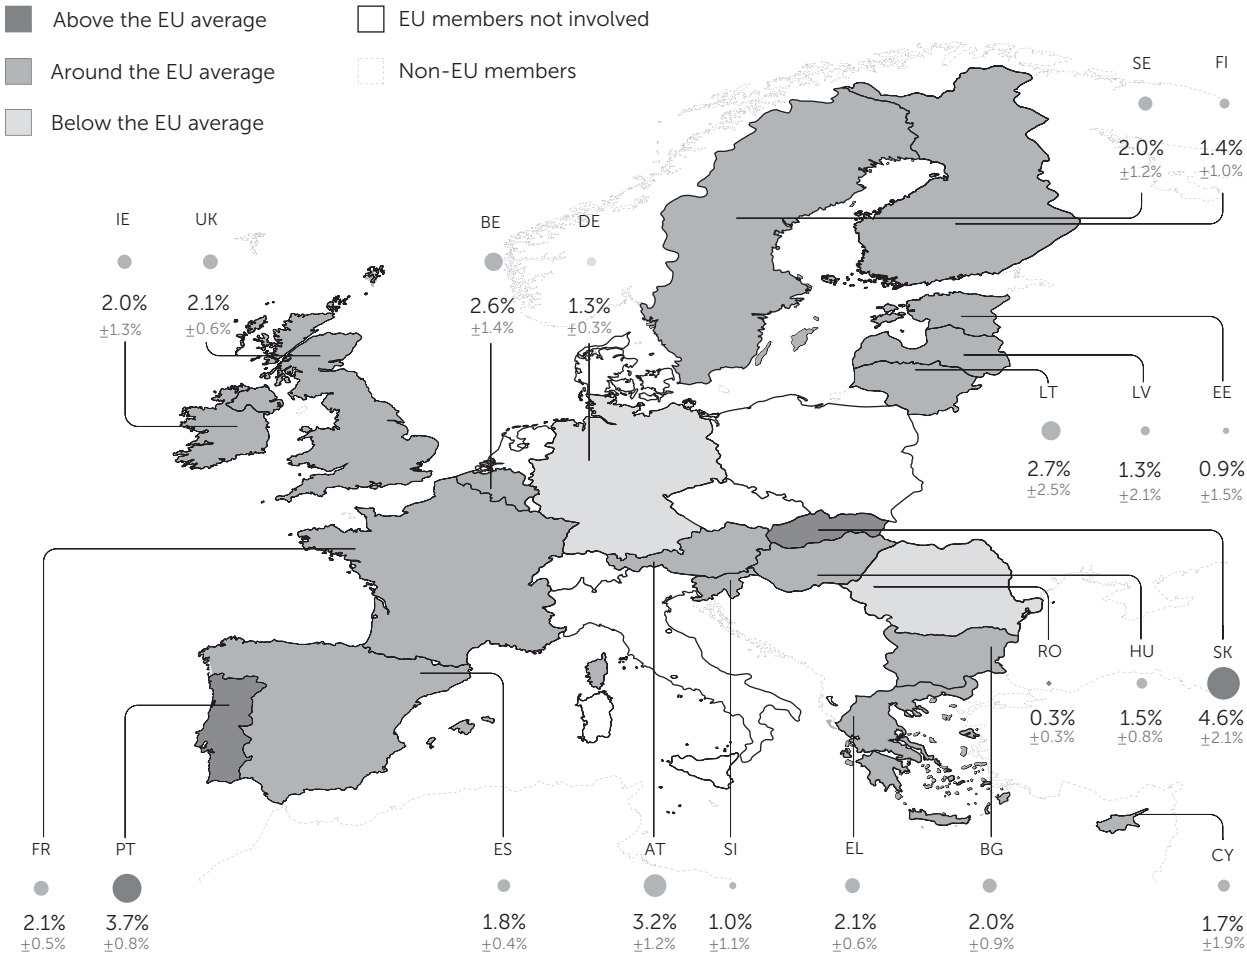 Above the EU average
EU members not involved
Around the EU average
Non-EU members
Below the EU average
SE
FI
2.0%
1.4%
±1.2%
±1.0%
IE
UK
BE
DE
2.0%
2.1%
2.6%
1.3%
±1.3%
±0.6%
±1.4%
±0.3%
LT
LV
EE
2.7%
1.3%
0.9%
±2.5%
±2.1%
±1.5%
RO
HU
SK
0.3%
1.5%
4.6%
±0.3%
±0.8%
±2.1%
FR
PT
ES
AT
SI
EL
BG
CY
2.1%
3.7%
1.8%
3.2%
1.0%
2.1%
2.0%
1.7%
±0.5%
±0.8%
±0.4%
±1.2%
±1.1%
±0.6%
±0.9%
±1.9%